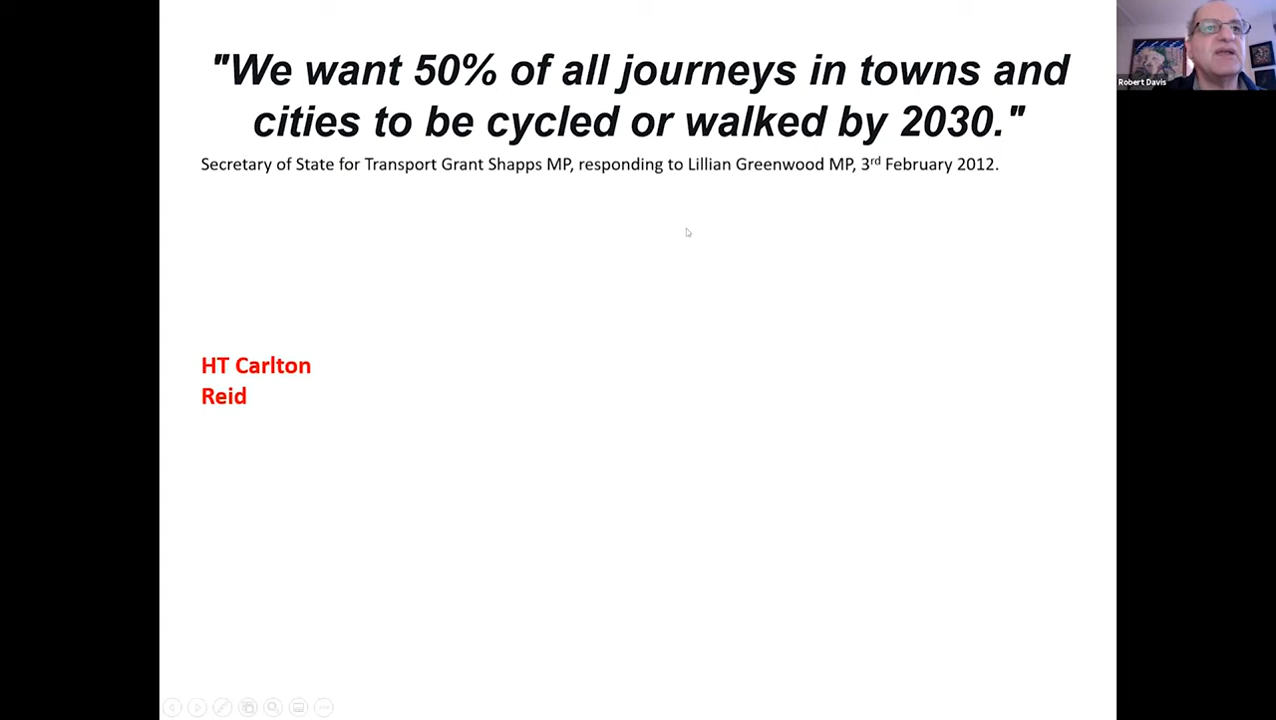 "We want 50% of all journeys in towns and
cities to be cycled or walked by 2030."
Secretary of State for Transport Grant Shapps MP, responding to Lillian Greenwood MP, 3rd February 2012.
HT Carlton
Reid
Robert Davis